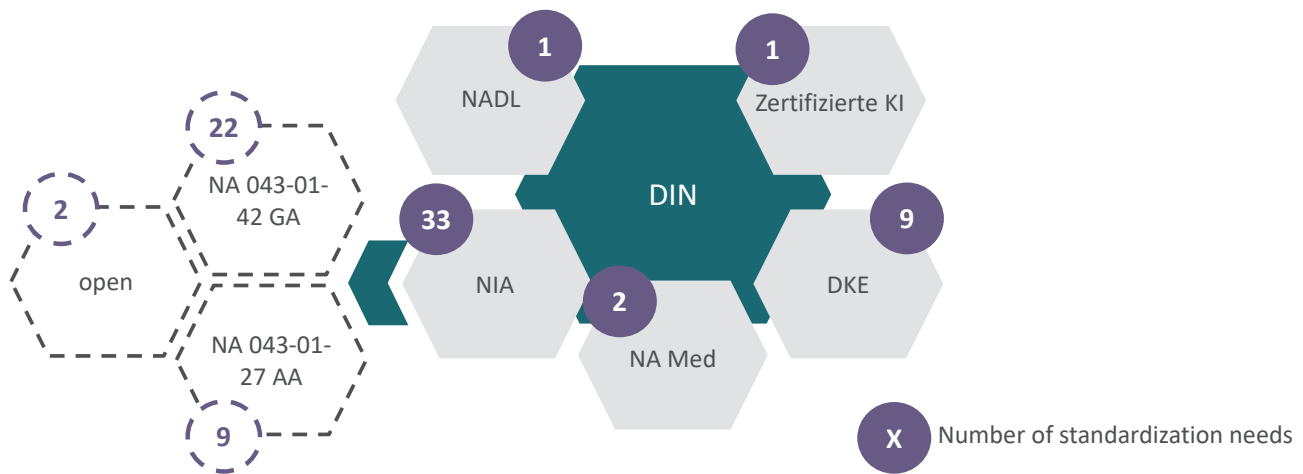 1
1
NADL
Zertifizierte KI
22
NA 043-01-
42 GA
DIN
2
33
9
open
NIA
DKE
2
NA 043-01-
27 AA
NA Med
9
X
Number of standardization needs